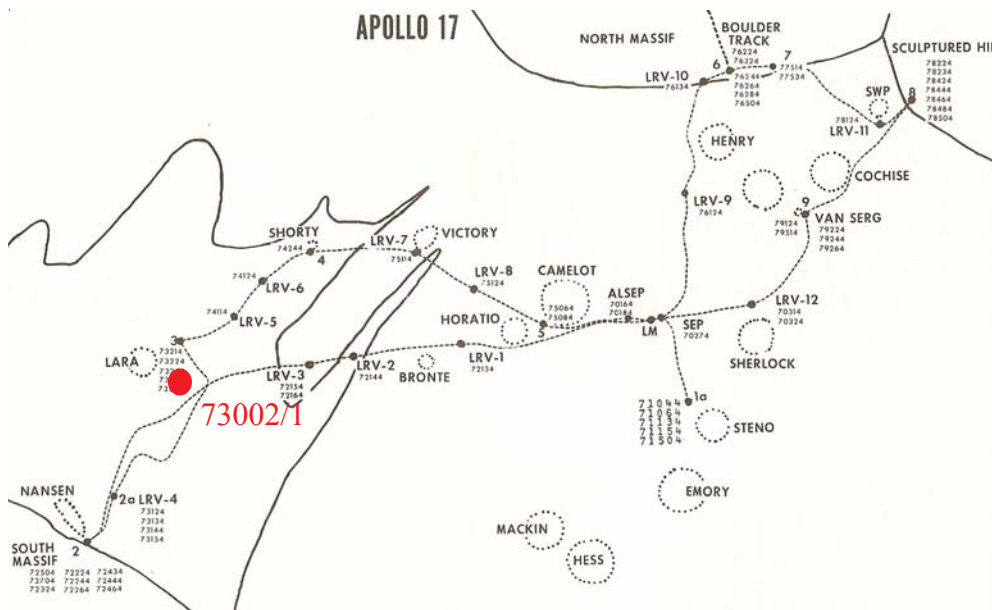 APOLLO 17
NORTH MASSIF
BOULDER
TRACK
76224
76324
76244
76264
76284
76504
6
7
77514
77534
SCULPTURED HI
78224
78234
78424
78444
78464
78484
78504
8
LRV-10
76134
SWP
78124
LRV-11
HENRY
COCHISE
LRV-9
76124
9
79124
79514
VAN SERG
79224
79244
79264
SHORTY
74244
4
LRV-7
75114
VICTORY
74124
LRV-6
LRV-8
75124
CAMELOT
75064
75084
5
ALSEP
70164
70184
LM
SEP
70274
LRV-12
70314
70324
74114
LRV-5
HORATIO
SHERLOCK
3
73214
73224
LARA
LRV-3
72154
72164
LRV-2
72144
BRONTE
LRV-1
72134
73002/1
1a
71044
71064
71134
71154
71504
STENO
EMORY
NANSEN
2a LRV-4
73124
73134
73144
73154
MACKIN
HESS
2
SOUTH
MASSIF
72504 72224 72434
72704 72244 72444
72324 72264 72464